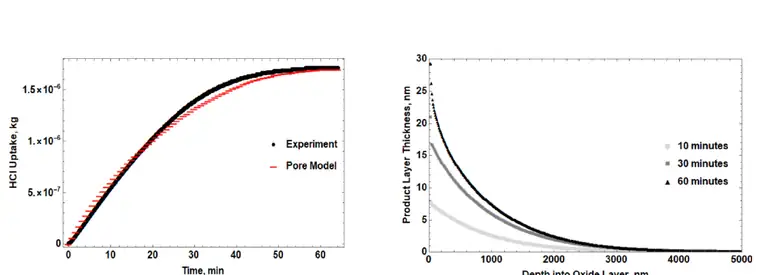 HCl Uptake, kg
1.5×10⁻⁶
1.×10⁻⁶
5.×10⁻⁷
0
Experiment
Pore Model
0 10 20 30 40 50 60
Time, min
Product Layer Thickness, nm
30
25
20
15
10
5
0
10 minutes
30 minutes
60 minutes
0 1000 2000 3000 4000 5000
Depth into Oxide Layer, nm